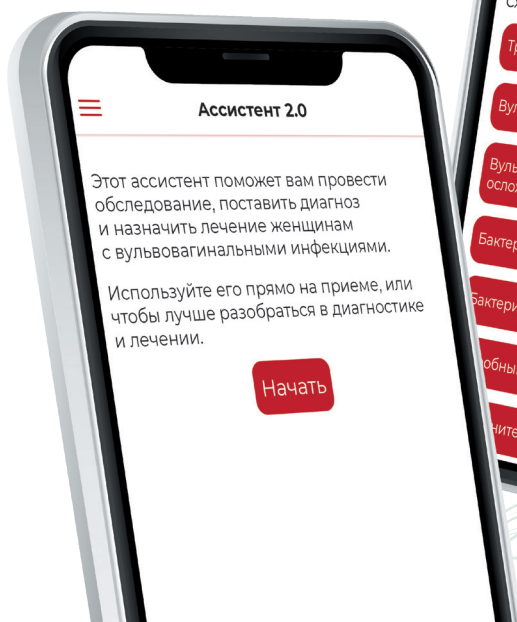 Ассистент 2.0
Этот ассистент поможет вам провести
обследование, поставить диагноз
и назначить лечение женщинам
с вульвовагинальными инфекциями.
Используйте его прямо на приеме, или
чтобы лучше разобраться в диагностике
и лечении.
Начать